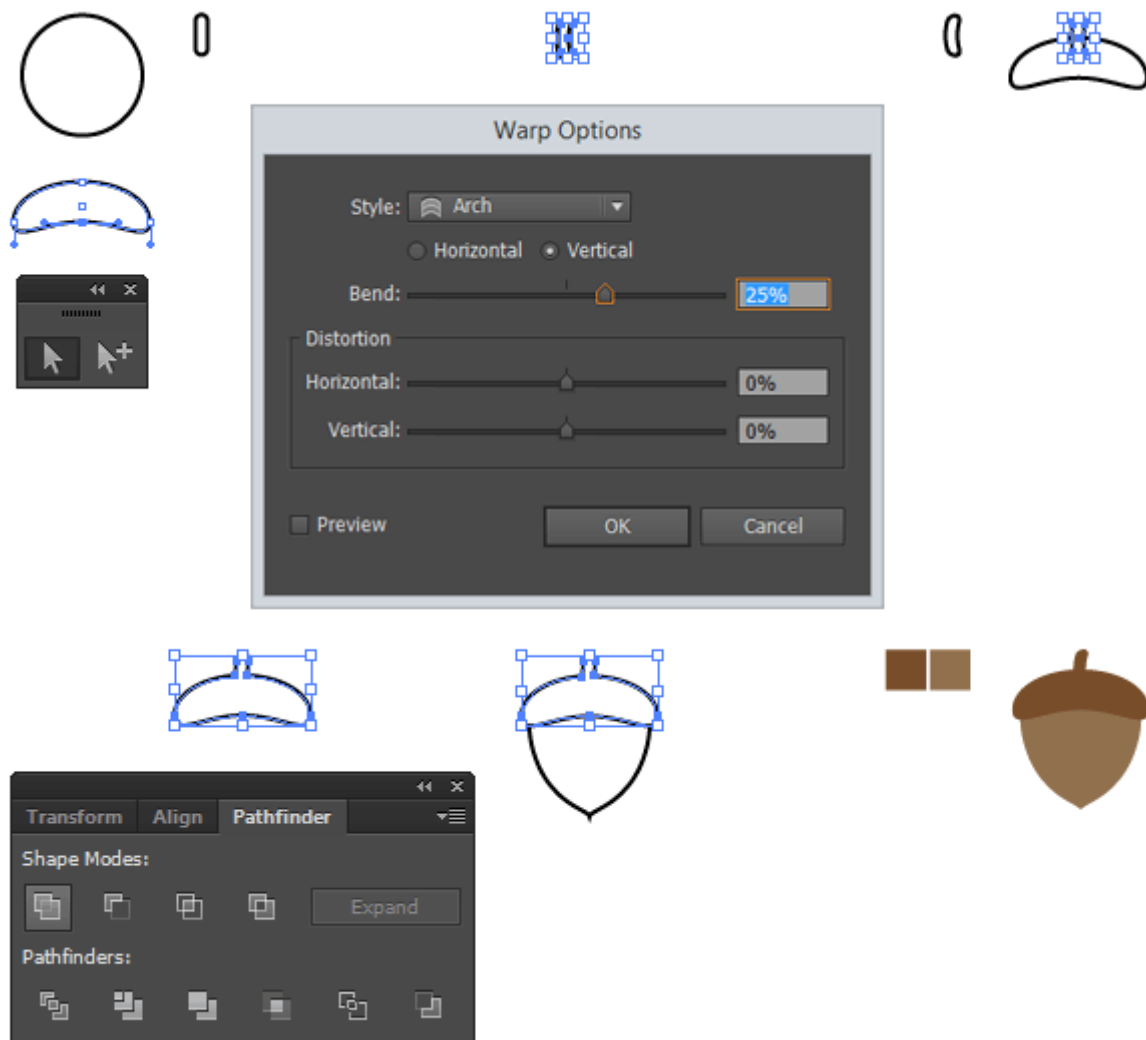 Warp Options
Style: Arch
Horizontal Vertical
Bend: 25%
Distortion
Horizontal: 0%
Vertical: 0%
Preview OK Cancel
Transform Align Pathfinder
Shape Modes:
Expand
Pathfinders: